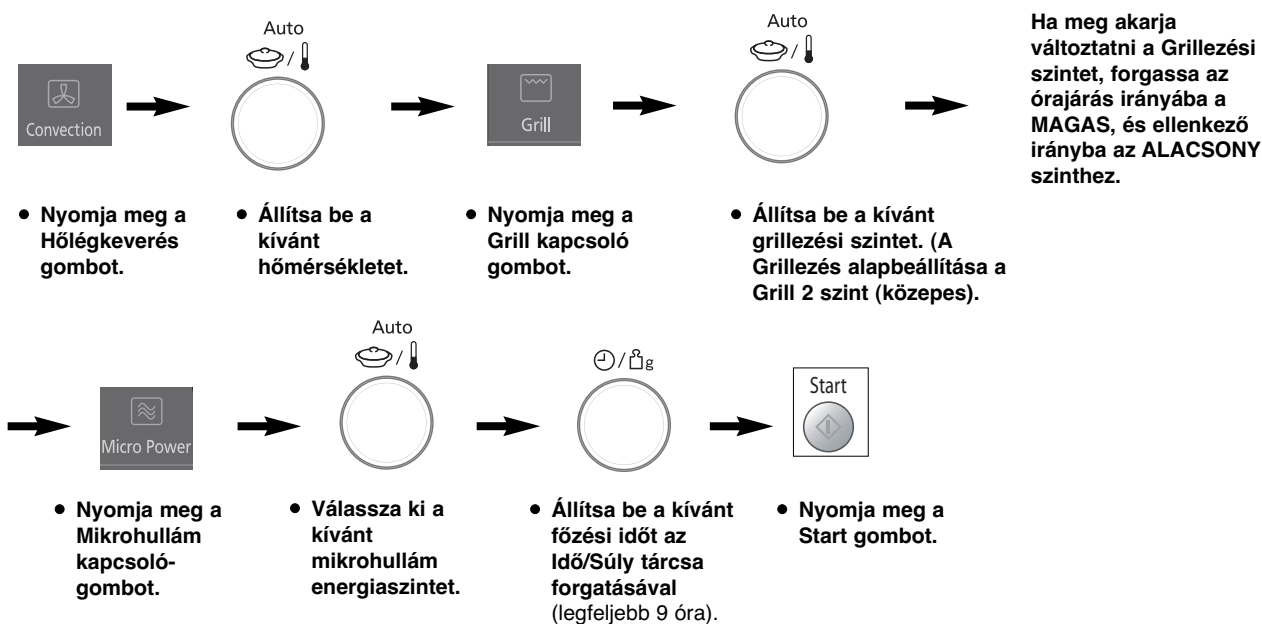 Auto
Convection
Auto
Grill
Ha meg akarja
változtatni a Grillezési
szintet, forgassa az
órajárás irányába a
MAGAS, és ellenkező
irányba az ALACSONY
szinthez.
• Nyomja meg a
Hőlégkeverés
gombot.
• Állítsa be a
kívánt
hőmérsékletet.
• Nyomja meg a
Grill kapcsoló
gombot.
• Állítsa be a kívánt
grillezési szintet. (A
Grillezés alapbeállítása a
Grill 2 szint (közepes).
Micro Power
Auto
/ g
Start
• Nyomja meg a
Mikrohullám
kapcsoló-
gombot.
• Válassza ki a
kívánt
mikrohullám
energiaszintet.
• Állítsa be a kívánt
főzési időt az
Idő/Súly tárcsa
forgatásával
(legfeljebb 9 óra).
• Nyomja meg a
Start gombot.